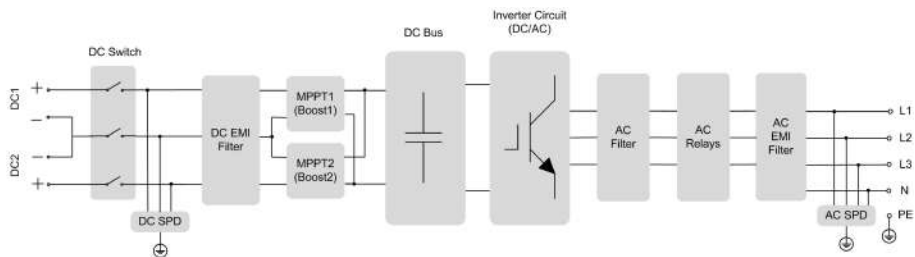 DC Switch
DC Bus
Inverter Circuit
(DC/AC)
DC1
+
−
DC2
−
+
DC EMI
Filter
MPPT1
(Boost1)
MPPT2
(Boost2)
AC
Filter
AC
Relays
AC
EMI
Filter
L1
L2
L3
N
PE
DC SPD
AC SPD